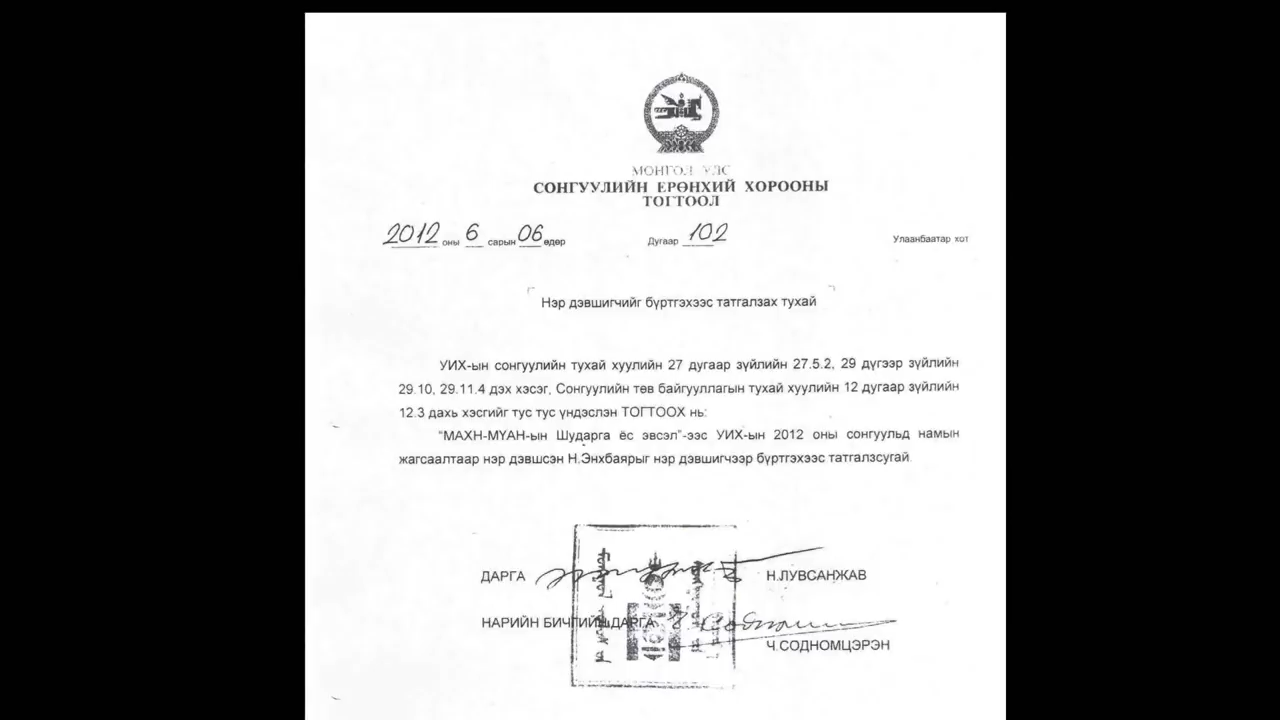 МОНГОЛ УЛС
СОНГУУЛИЙН ЕРӨНХИЙ ХОРООНЫ
ТОГТООЛ
2012 оны 6 сарын 06 өдөр Дугаар 102 Улаанбаатар хот
Нэр дэвшигчийг бүртгэхээс татгалзах тухай
УИХ-ын сонгуулийн тухай хуулийн 27 дугаар зүйлийн 27.5.2, 29 дүгээр зүйлийн
29.10, 29.11.4 дэх хэсэг, Сонгуулийн төв байгууллагын тухай хуулийн 12 дугаар зүйлийн
12.3 дахь хэсгийг тус тус үндэслэн ТОГТООХ нь:
“МАХН-МҮАН-ын Шударга ёс эвсэл”-ээс УИХ-ын 2012 оны сонгуульд намын
жагсаалтаар нэр дэвшсэн Н.Энхбаярыг нэр дэвшигчээр бүртгэхээс татгалзсугай.
ДАРГА Н.ЛУВСАНЖАВ
НАРИЙН БИЧГИЙН ДАРГА
Ч.СОДНОМЦЭРЭН